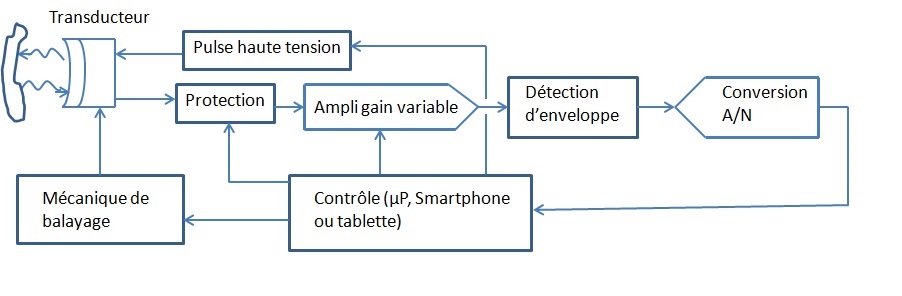 Transducteur
Pulse haute tension
Protection
Ampli gain variable
Détection
d’enveloppe
Conversion
A/N
Mécanique de
balayage
Contrôle (µP, Smartphone
ou tablette)